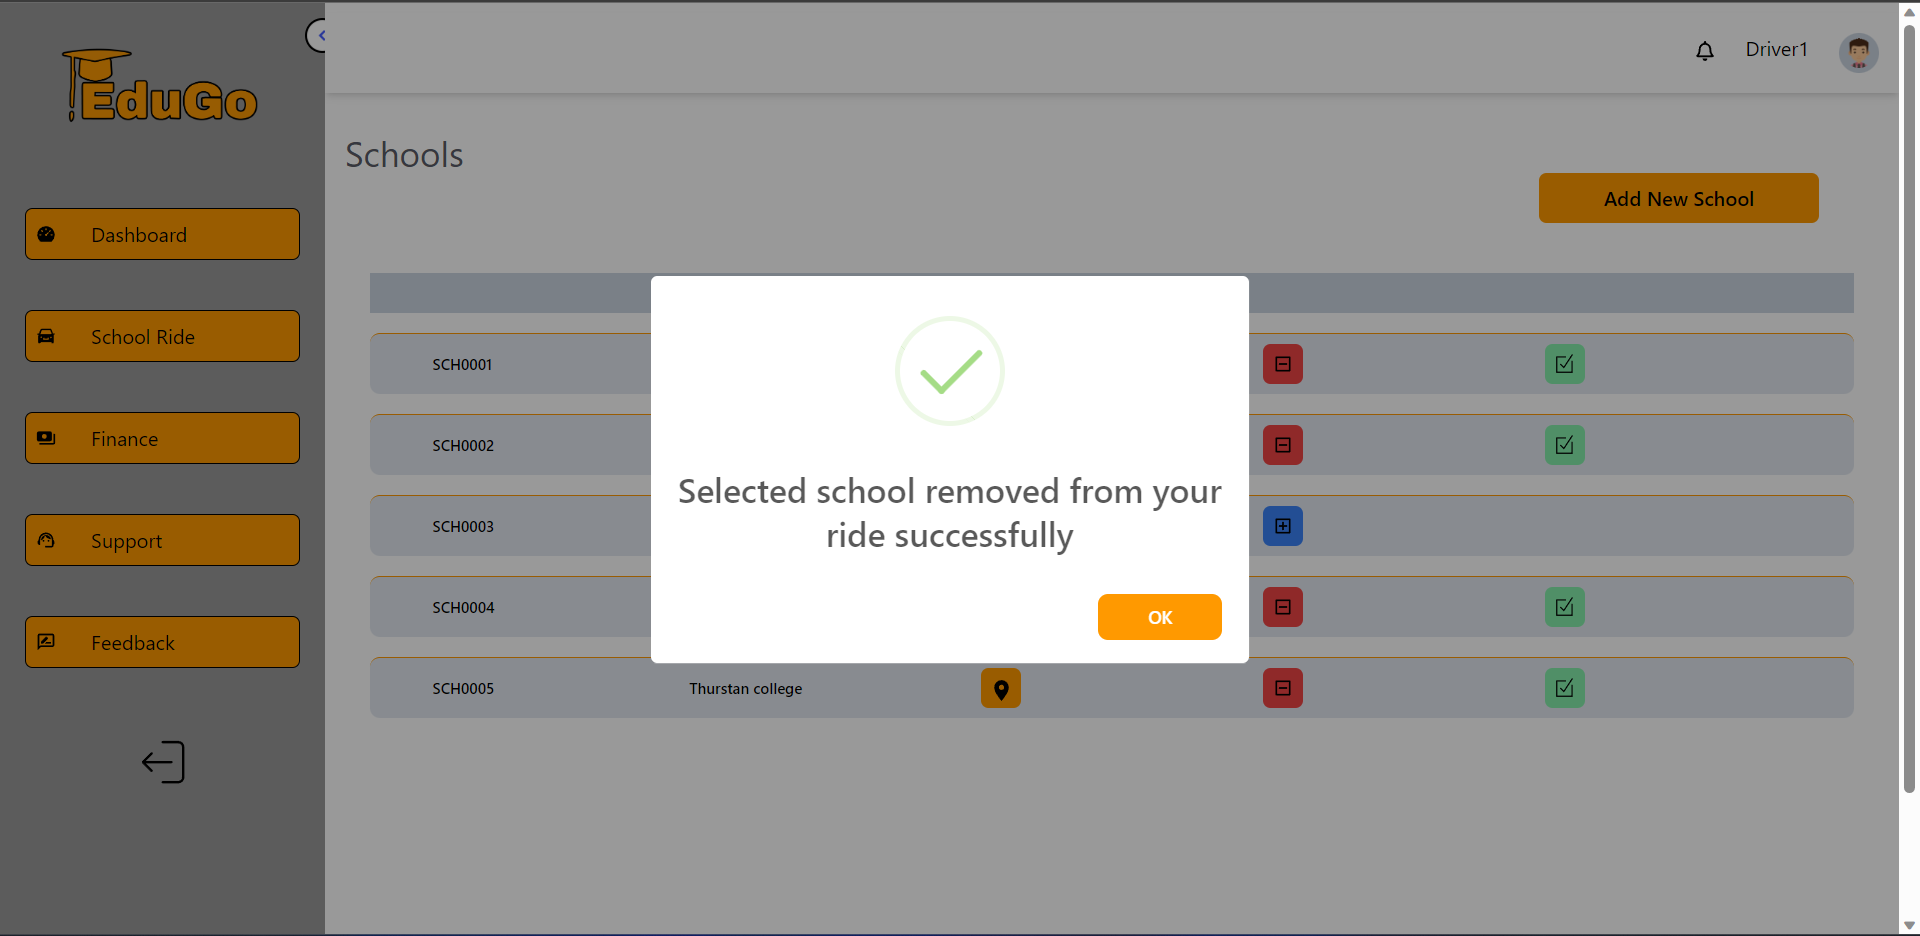 EduGo
Driver1
Schools
Add New School
Dashboard
School Ride
Finance
Support
Feedback
SCH0001
SCH0002
SCH0003
SCH0004
SCH0005
Thurstan college
Selected school removed from your
ride successfully
OK